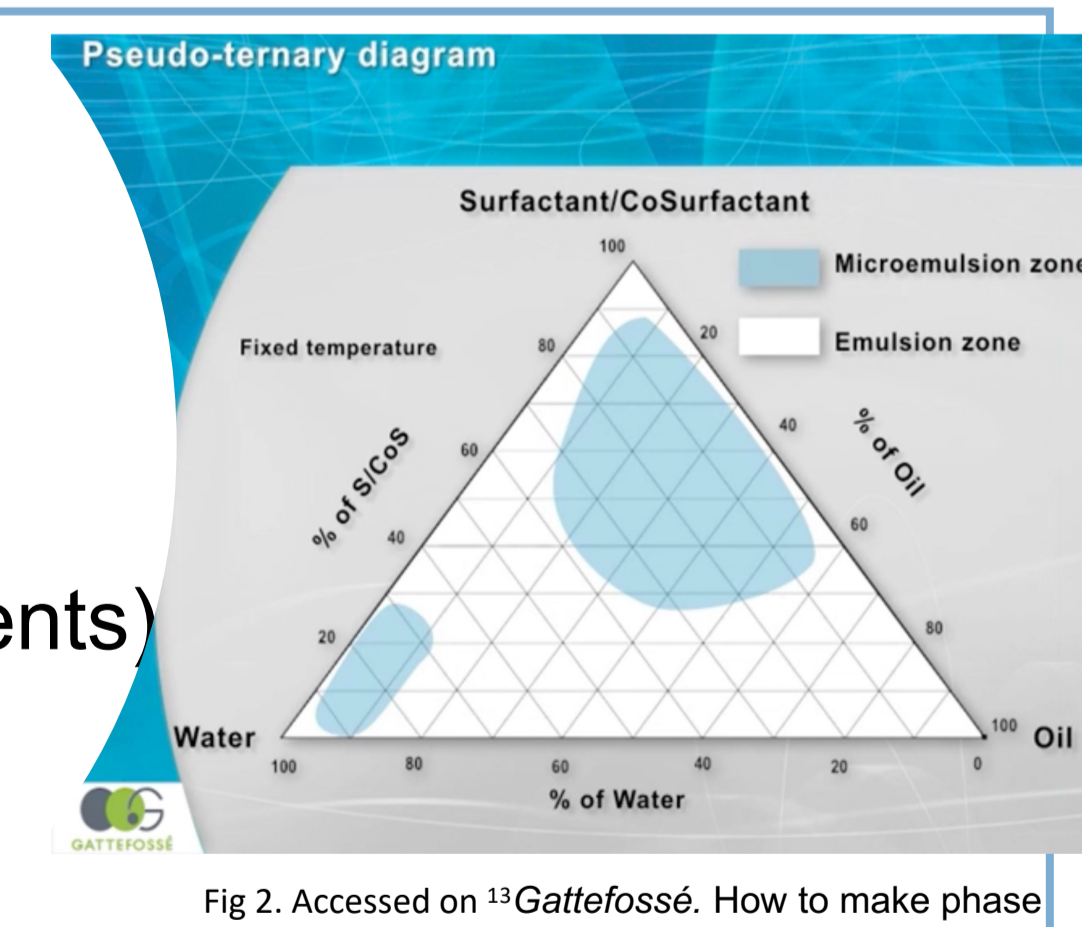 Pseudo-ternary diagram
Surfactant/CoSurfactant
100
Microemulsion zone
20
Emulsion zone
Fixed temperature
80
40
% of Oil
60
% of S/CoS
60
40
80
20
ents)
Water
100
Oil
100
80
60
40
20
0
% of Water
GATTEFOSSÉ
Fig 2. Accessed on ¹³Gattefossé. How to make phase